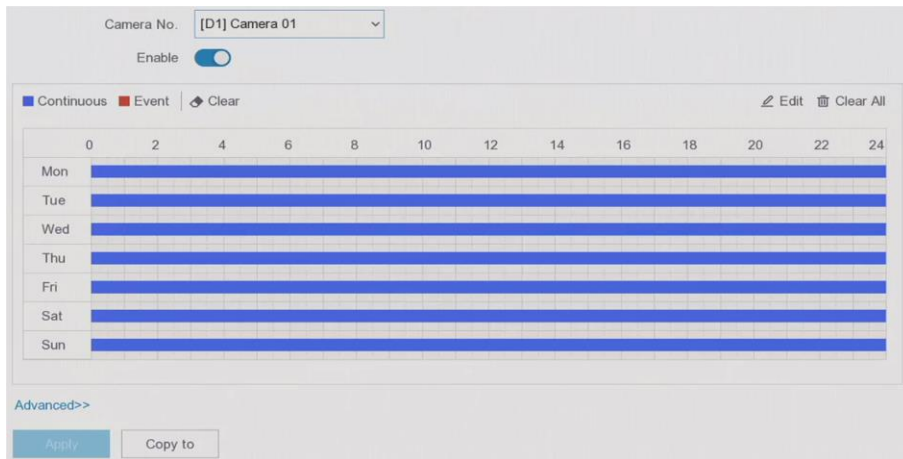 Camera No. [D1] Camera 01
Enable
Continuous Event Clear Edit Clear All
0 2 4 6 8 10 12 14 16 18 20 22 24
Mon
Tue
Wed
Thu
Fri
Sat
Sun
Advanced>>
Apply Copy to